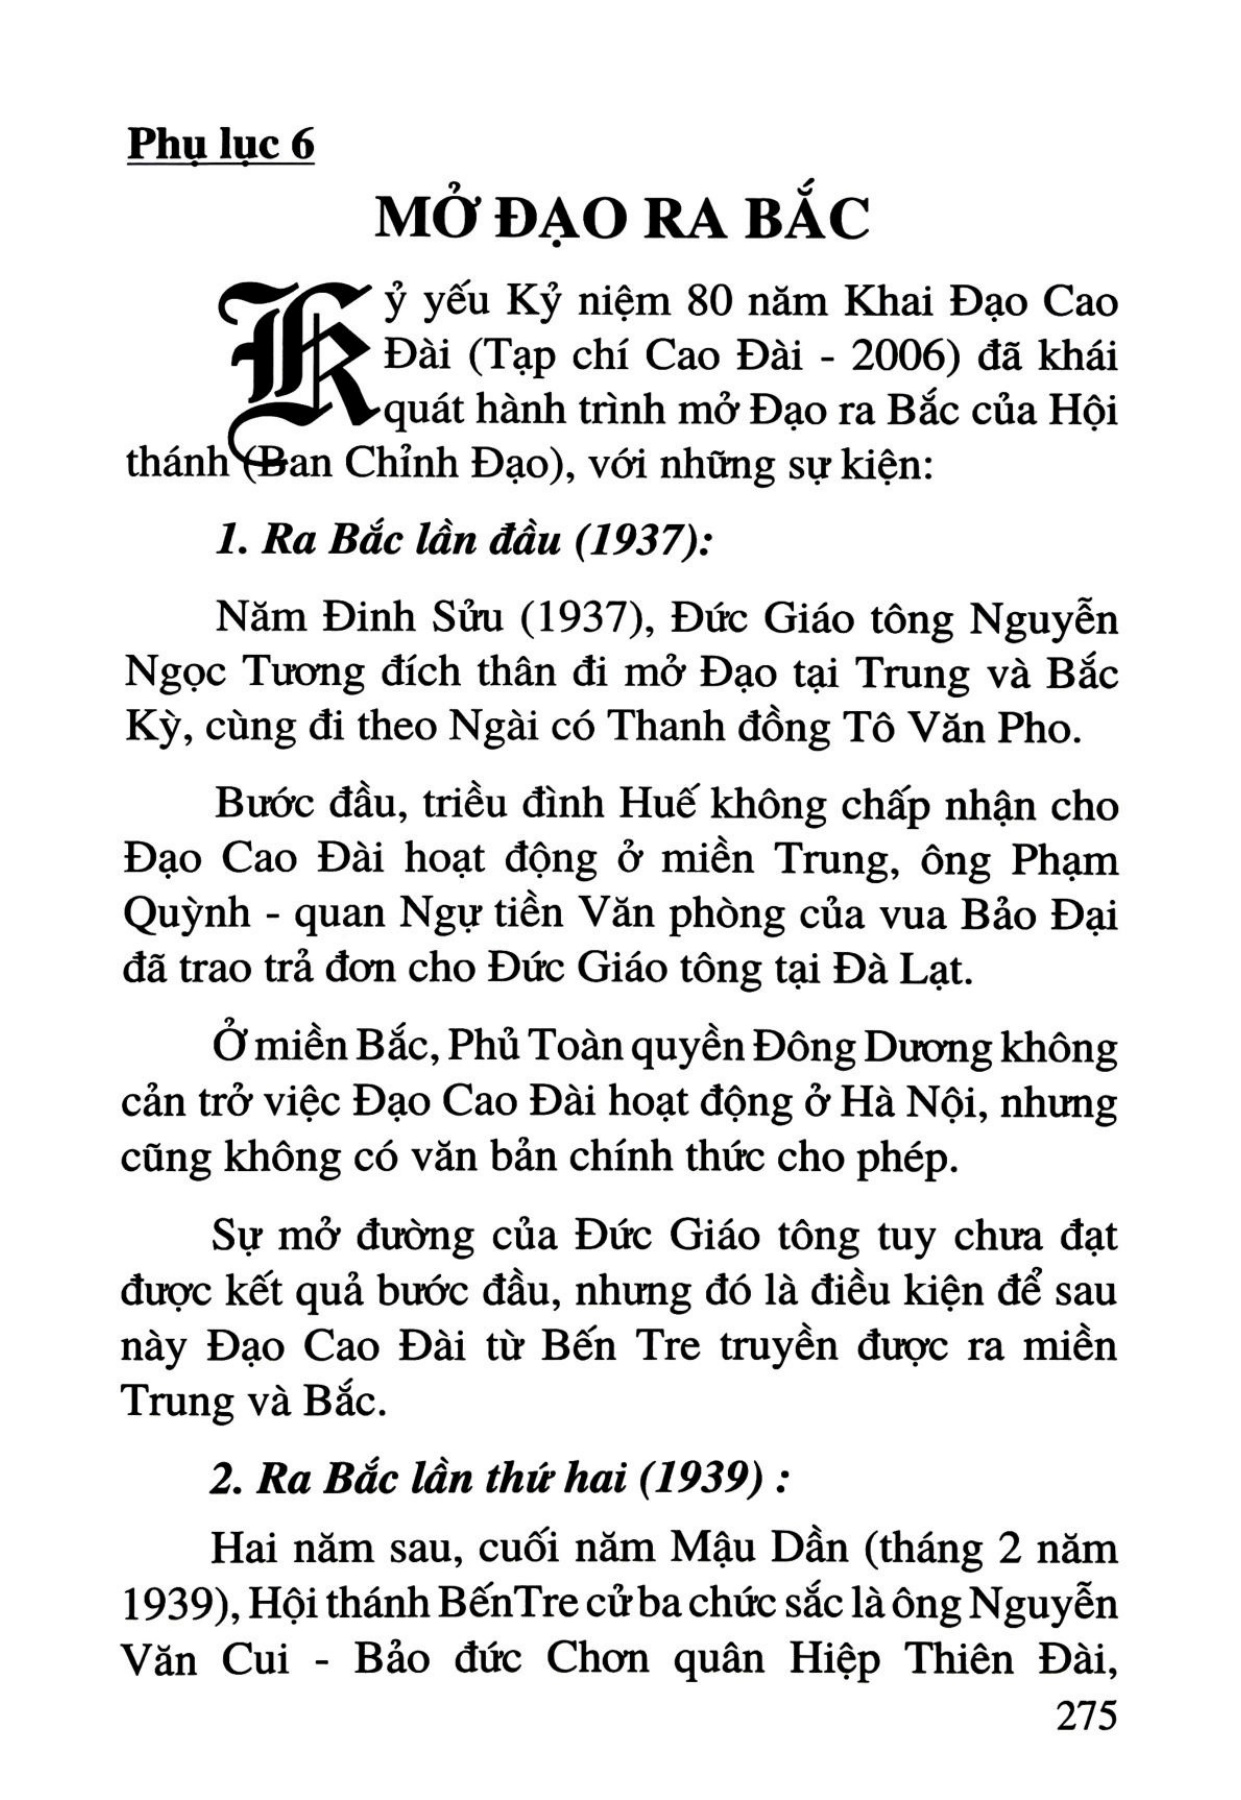 Phụ lục 6
MỞ ĐẠO RA BẮC
Kỷ yếu Kỷ niệm 80 năm Khai Đạo Cao
Đài (Tạp chí Cao Đài - 2006) đã khái
quát hành trình mở Đạo ra Bắc của Hội
thánh (Ban Chỉnh Đạo), với những sự kiện:
1. Ra Bắc lần đầu (1937):
Năm Đinh Sửu (1937), Đức Giáo tông Nguyễn
Ngọc Tương đích thân đi mở Đạo tại Trung và Bắc
Kỳ, cùng đi theo Ngài có Thanh đồng Tô Văn Pho.
Bước đầu, triều đình Huế không chấp nhận cho
Đạo Cao Đài hoạt động ở miền Trung, ông Phạm
Quỳnh - quan Ngự tiền Văn phòng của vua Bảo Đại
đã trao trả đơn cho Đức Giáo tông tại Đà Lạt.
Ở miền Bắc, Phủ Toàn quyền Đông Dương không
cản trở việc Đạo Cao Đài hoạt động ở Hà Nội, nhưng
cũng không có văn bản chính thức cho phép.
Sự mở đường của Đức Giáo tông tuy chưa đạt
được kết quả bước đầu, nhưng đó là điều kiện để sau
này Đạo Cao Đài từ Bến Tre truyền được ra miền
Trung và Bắc.
2. Ra Bắc lần thứ hai (1939) :
Hai năm sau, cuối năm Mậu Dần (tháng 2 năm
1939), Hội thánh BếnTre cử ba chức sắc là ông Nguyễn
Văn Cui - Bảo đức Chơn quân Hiệp Thiên Đài,
275